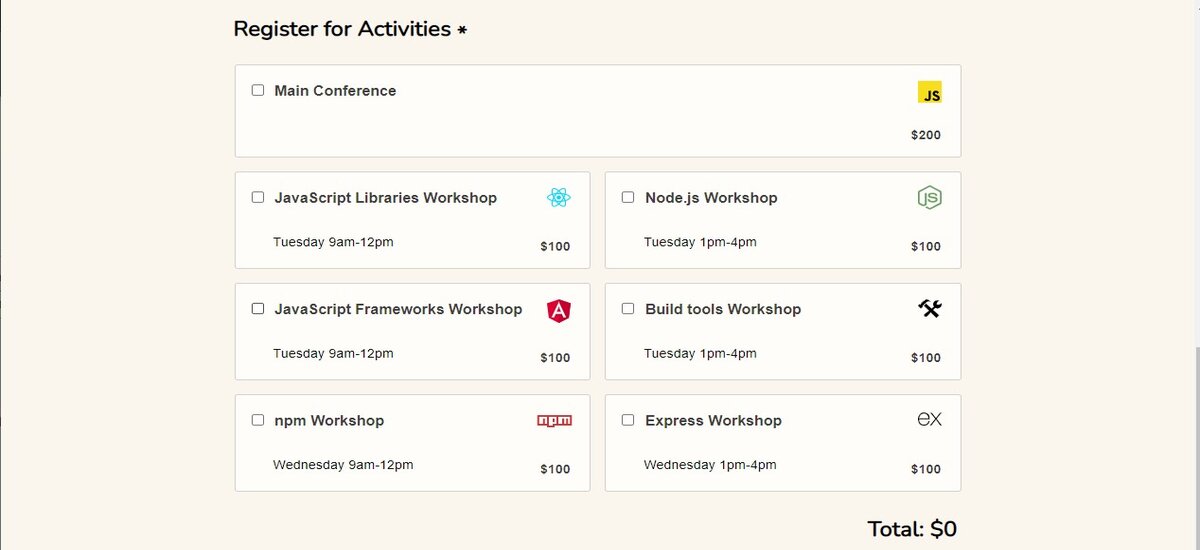 Register for Activities *
Main Conference
JS
$200
JavaScript Libraries Workshop
Tuesday 9am-12pm
$100
Node.js Workshop
JS
Tuesday 1pm-4pm
$100
JavaScript Frameworks Workshop
A
Tuesday 9am-12pm
$100
Build tools Workshop
Tuesday 1pm-4pm
$100
npm Workshop
npm
Wednesday 9am-12pm
$100
Express Workshop
ex
Wednesday 1pm-4pm
$100
Total: $0